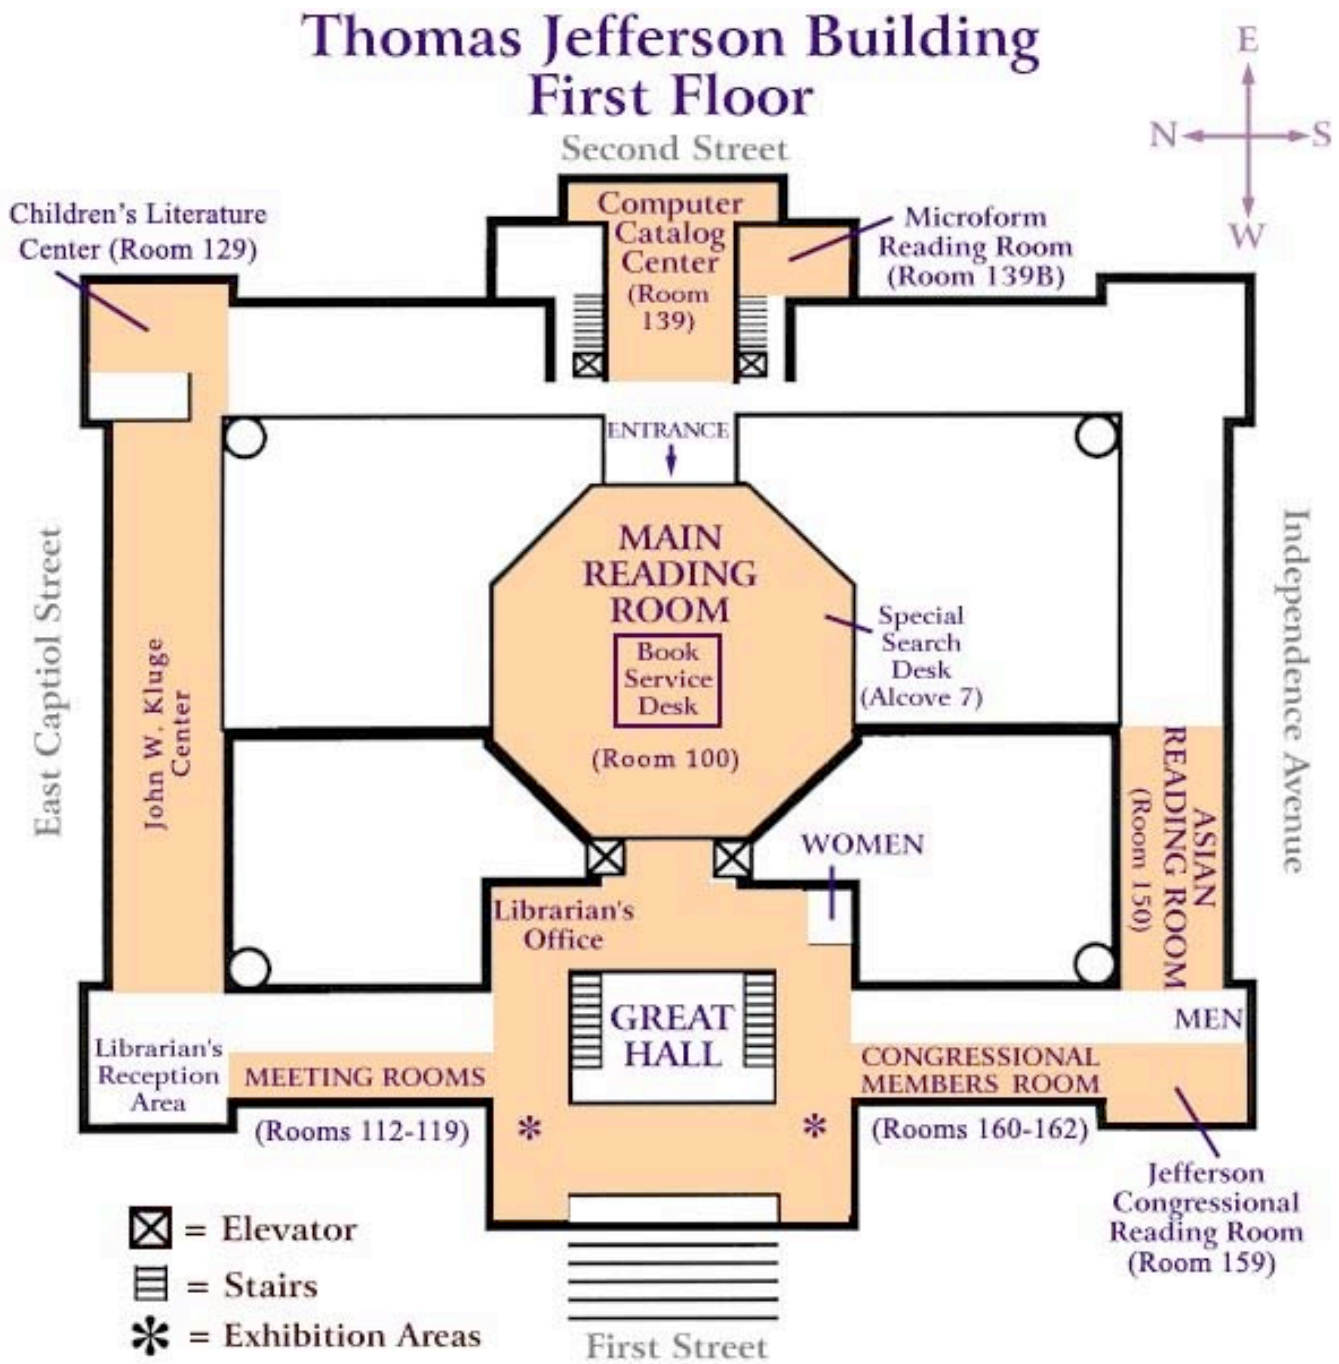 Thomas Jefferson Building
First Floor
E
N
S
W
Second Street
Children's Literature
Center (Room 129)
Computer
Catalog
Center
(Room
139)
Microform
Reading Room
(Room 139B)
ENTRANCE
MAIN
READING
ROOM
Book
Service
Desk
(Room 100)
Special
Search
Desk
(Alcove 7)
East Captiol Street
John W. Kluge
Center
Independence Avenue
ASIAN
READING ROOM
(Room 150)
WOMEN
Librarian's
Office
GREAT
HALL
MEN
Librarian's
Reception
Area
MEETING ROOMS
(Rooms 112-119)
CONGRESSIONAL
MEMBERS ROOM
(Rooms 160-162)
Jefferson
Congressional
Reading Room
(Room 159)
= Elevator
= Stairs
* = Exhibition Areas
First Street